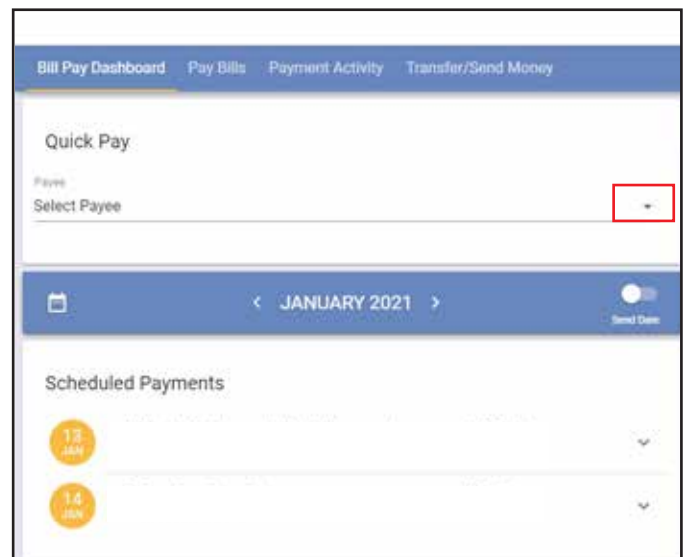 Bill Pay Dashboard Pay Bills Payment Activity Transfer/Send Money
Quick Pay
Payee
Select Payee
JANUARY 2021
Send Date
Scheduled Payments
13
JAN
14
JAN